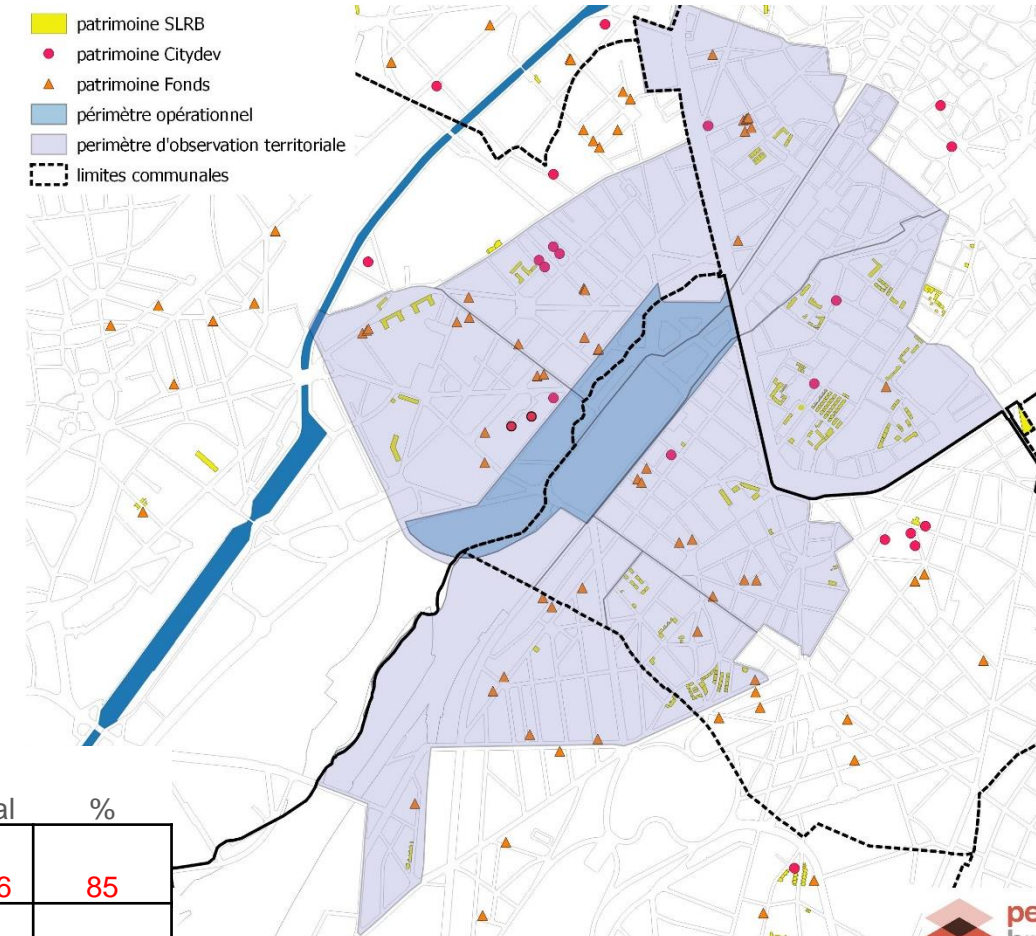 patrimoine SLRB
patrimoine Citydev
patrimoine Fonds
périmètre opérationnel
perimètre d'observation territoriale
limites communales
%
85